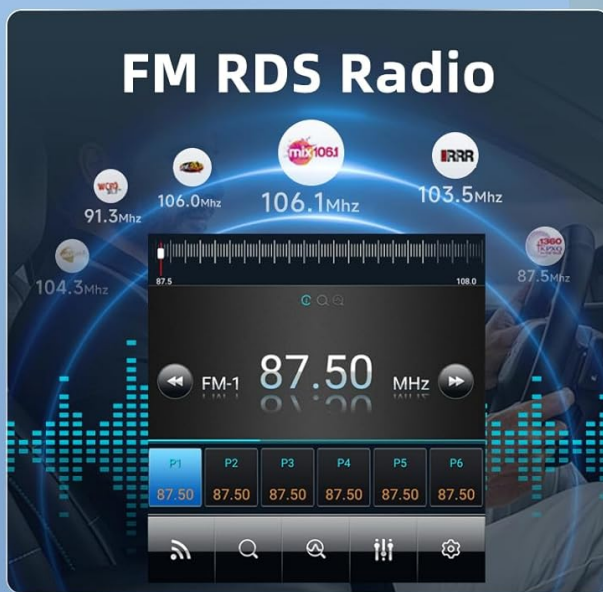 FM RDS Radio
mix106.1
RRR
106.1Mhz
106.0Mhz
103.5Mhz
91.3Mhz
1360
104.3Mhz
87.5Mhz
87.5
108.0
FM-1
87.50
MHz
P1 P2 P3 P4 P5 P6
87.50 87.50 87.50 87.50 87.50 87.50